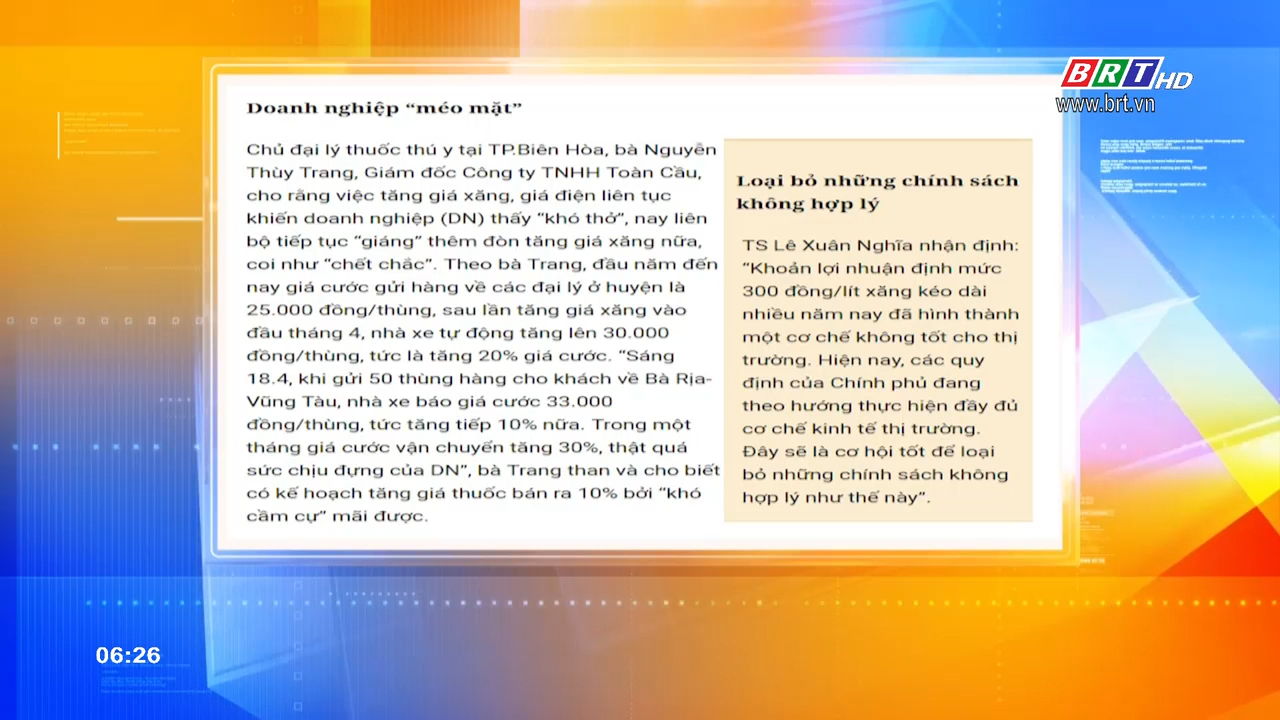 BRT HD
www.brt.vn
Doanh nghiệp “méo mặt”
Chủ đại lý thuốc thú y tại TP.Biên Hòa, bà Nguyễn
Thùy Trang, Giám đốc Công ty TNHH Toàn Cầu,
cho rằng việc tăng giá xăng, giá điện liên tục
khiến doanh nghiệp (DN) thấy “khó thở”, nay liên
bộ tiếp tục “giáng” thêm đòn tăng giá xăng nữa,
coi như “chết chắc”. Theo bà Trang, đầu năm đến
nay giá cước gửi hàng về các đại lý ở huyện là
25.000 đồng/thùng, sau lần tăng giá xăng vào
đầu tháng 4, nhà xe tự động tăng lên 30.000
đồng/thùng, tức là tăng 20% giá cước. “Sáng
18.4, khi gửi 50 thùng hàng cho khách về Bà Rịa-
Vũng Tàu, nhà xe báo giá cước 33.000
đồng/thùng, tức tăng tiếp 10% nữa. Trong một
tháng giá cước vận chuyển tăng 30%, thật quá
sức chịu đựng của DN”, bà Trang than và cho biết
có kế hoạch tăng giá thuốc bán ra 10% bởi “khó
cầm cự” mãi được.
Loại bỏ những chính sách
không hợp lý
TS Lê Xuân Nghĩa nhận định:
“Khoản lợi nhuận định mức
300 đồng/lít xăng kéo dài
nhiều năm nay đã hình thành
một cơ chế không tốt cho thị
trường. Hiện nay, các quy
định của Chính phủ đang
theo hướng thực hiện đầy đủ
cơ chế kinh tế thị trường.
Đây sẽ là cơ hội tốt để loại
bỏ những chính sách không
hợp lý như thế này”.
06:26